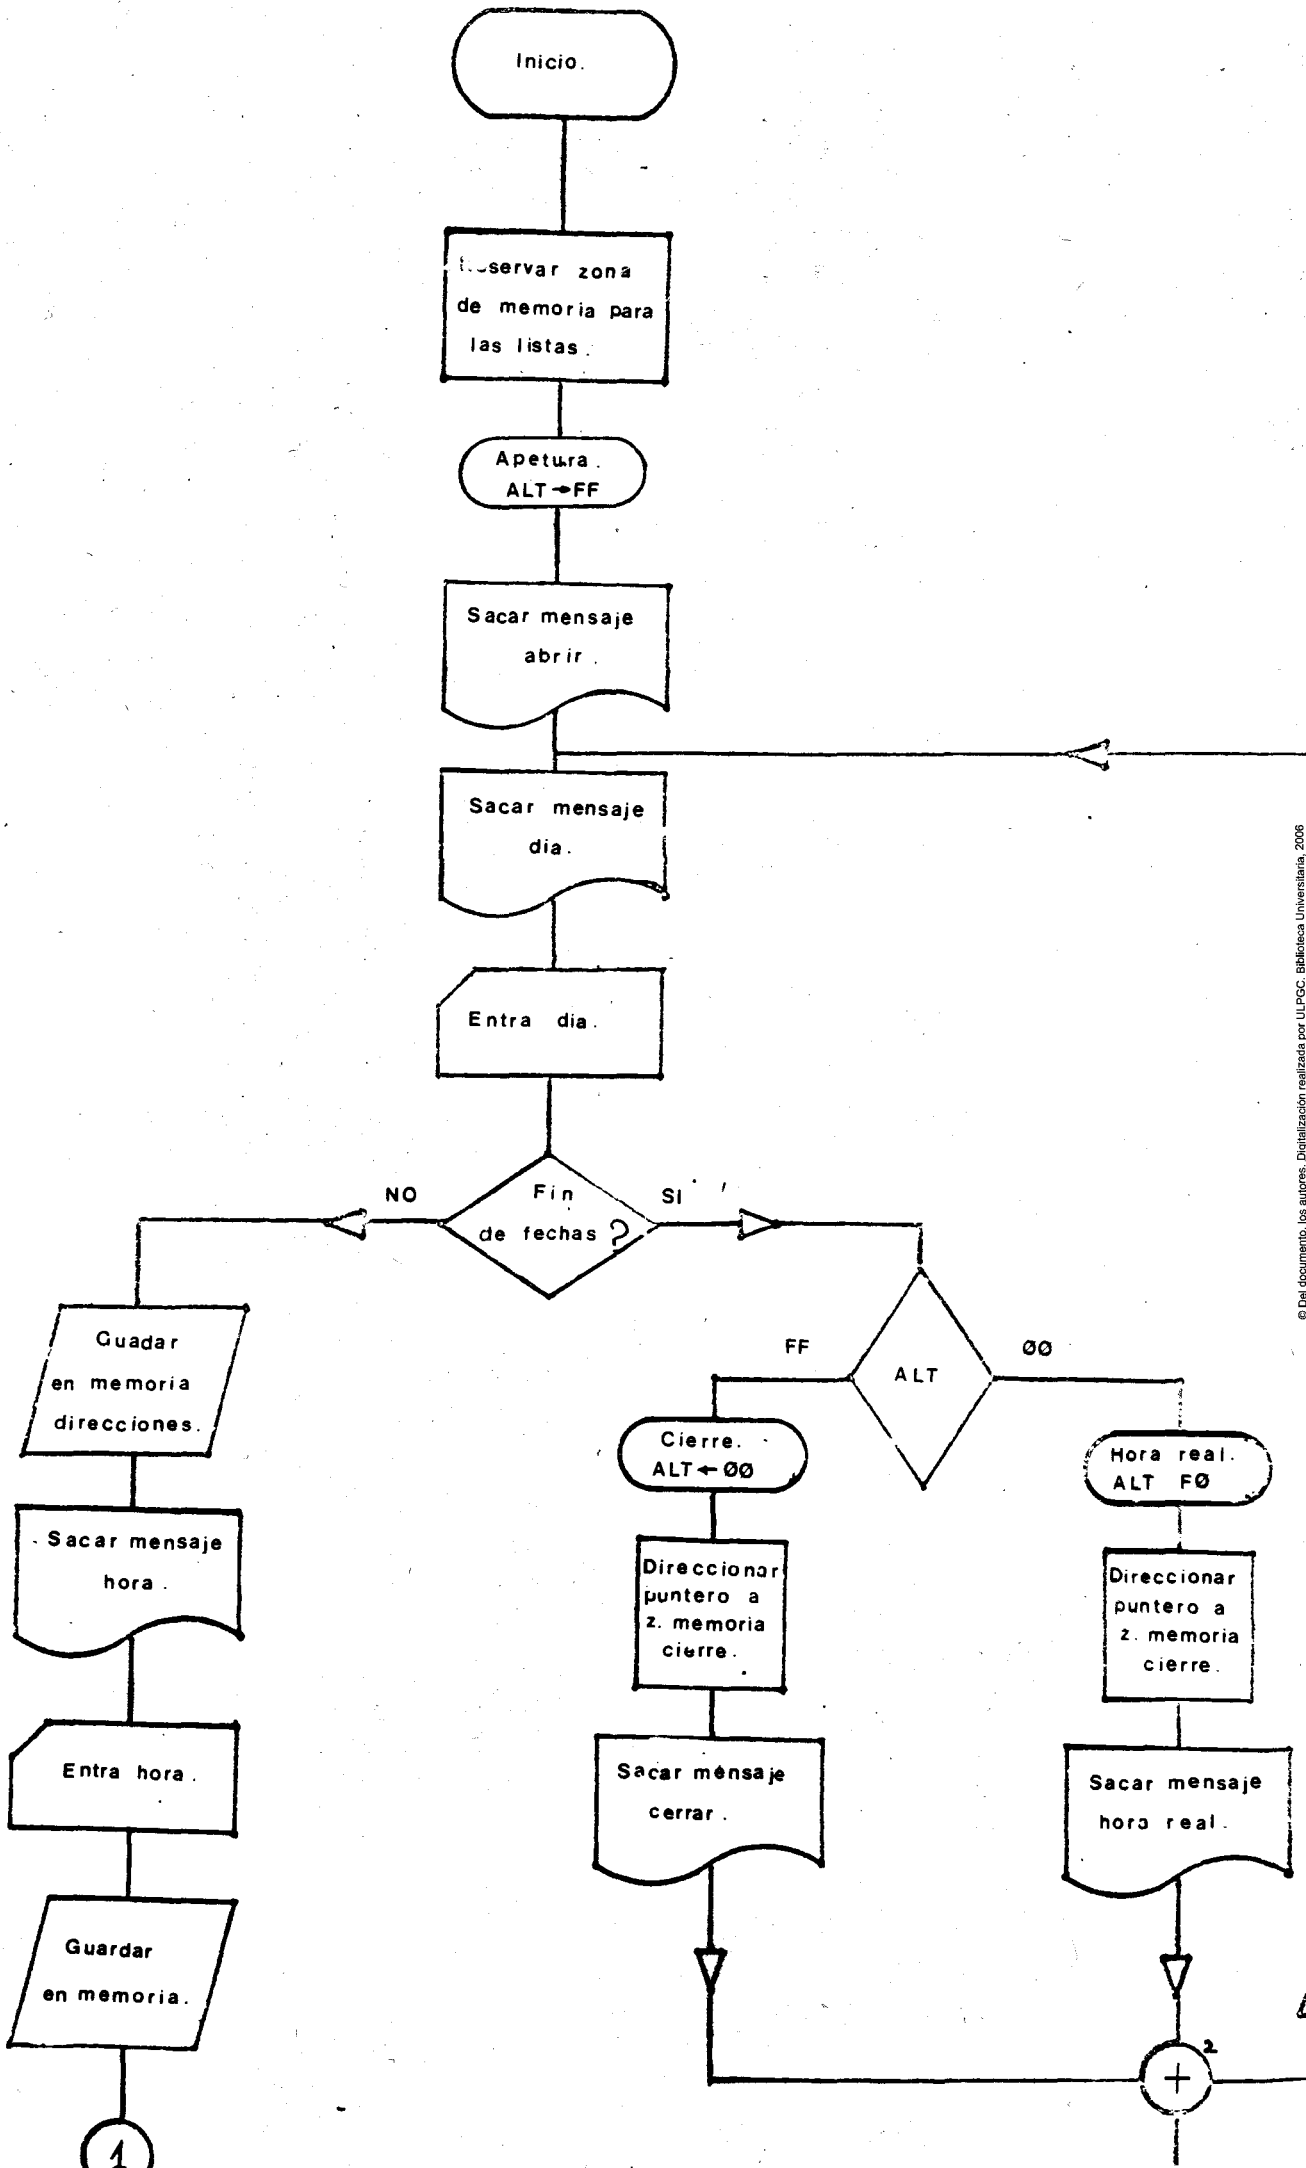 Inicio.
zona
de memoria para
las listas.
Apetura.
ALT→FF
Sacar mensaje
abrir.
Sacar mensaje
dia.
Entra dia.
NO
Fin
de fechas?
SI
Guadar
en memoria
direcciones.
Sacar mensaje
hora.
Entra hora.
Guardar
en memoria.
1
FF
ALT
ØØ
Cierre.
ALT←ØØ
Direccionar
puntero a
z. memoria
cierre.
Sacar mensaje
cerrar.
Hora real.
ALT FØ
Direccionar
puntero a
z. memoria
cierre.
Sacar mensaje
hora real.
2
+
© Del documento, los autores. Digitalización realizada por ULPGC. Biblioteca Universitaria, 2006